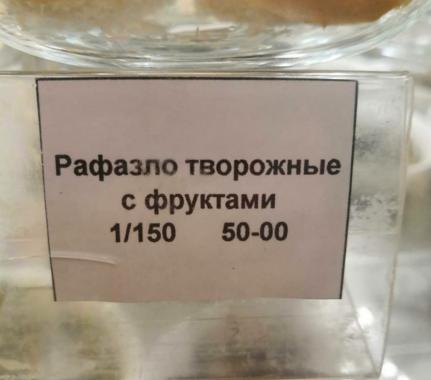 Рафазло творожные
с фруктами
1/150 50-00